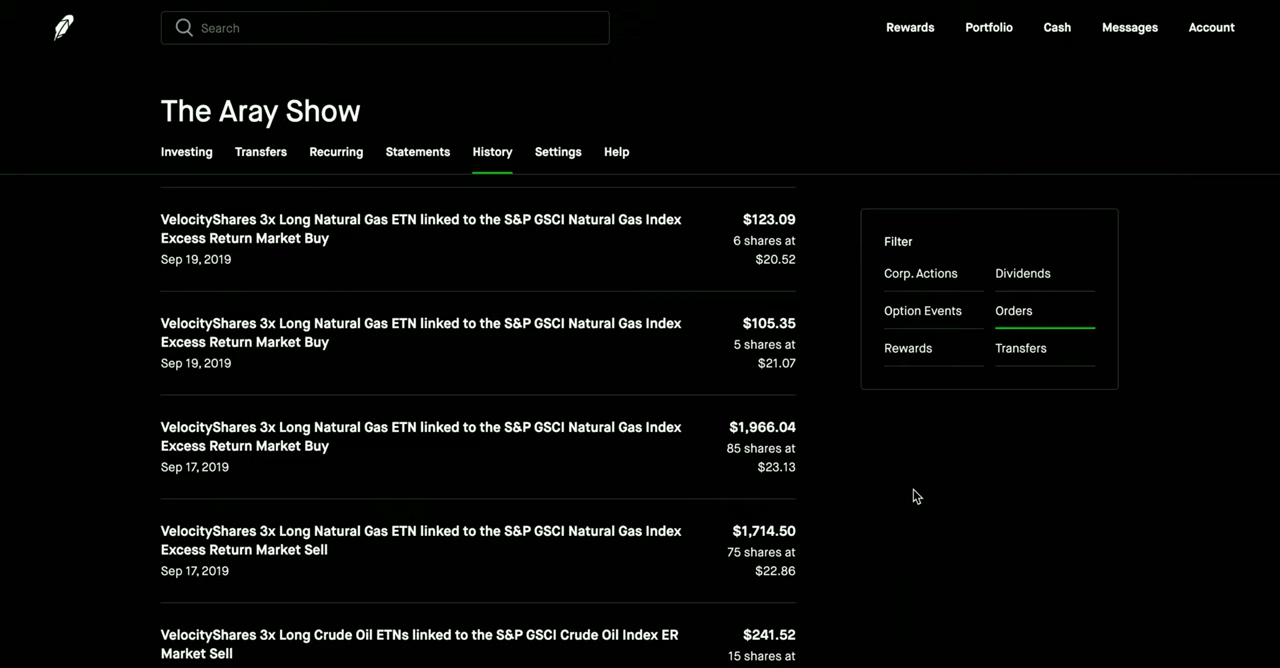 Search
Rewards
Portfolio
Cash
Messages
Account
The Aray Show
Investing
Transfers
Recurring
Statements
History
Settings
Help
VelocityShares 3x Long Natural Gas ETN linked to the S&P GSCI Natural Gas Index
Excess Return Market Buy
Sep 19, 2019
$123.09
6 shares at
$20.52
VelocityShares 3x Long Natural Gas ETN linked to the S&P GSCI Natural Gas Index
Excess Return Market Buy
Sep 19, 2019
$105.35
5 shares at
$21.07
VelocityShares 3x Long Natural Gas ETN linked to the S&P GSCI Natural Gas Index
Excess Return Market Buy
Sep 17, 2019
$1,966.04
85 shares at
$23.13
VelocityShares 3x Long Natural Gas ETN linked to the S&P GSCI Natural Gas Index
Excess Return Market Sell
Sep 17, 2019
$1,714.50
75 shares at
$22.86
VelocityShares 3x Long Crude Oil ETNs linked to the S&P GSCI Crude Oil Index ER
Market Sell
$241.52
15 shares at
Filter
Corp. Actions
Dividends
Option Events
Orders
Rewards
Transfers